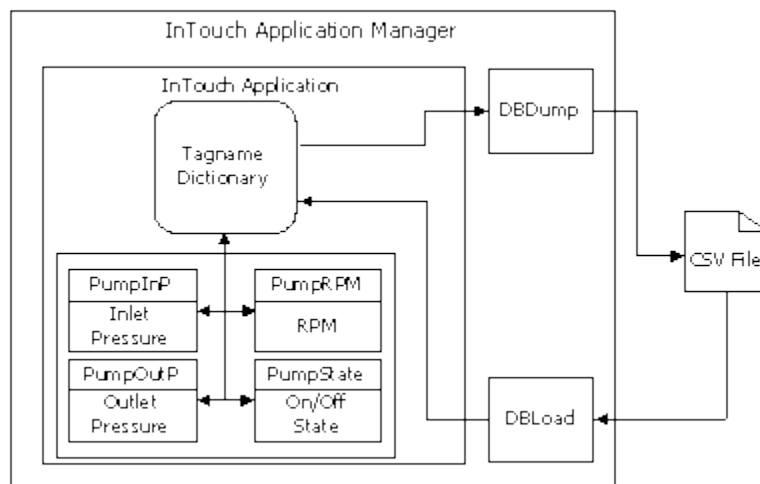 InTouch Application Manager
InTouch Application
DBDump
Tagname
Dictionary
CSV File
PumpInP
PumpRPM
Inlet
Pressure
RPM
PumpOutP
PumpState
Outlet
Pressure
On/Off
State
DBLoad